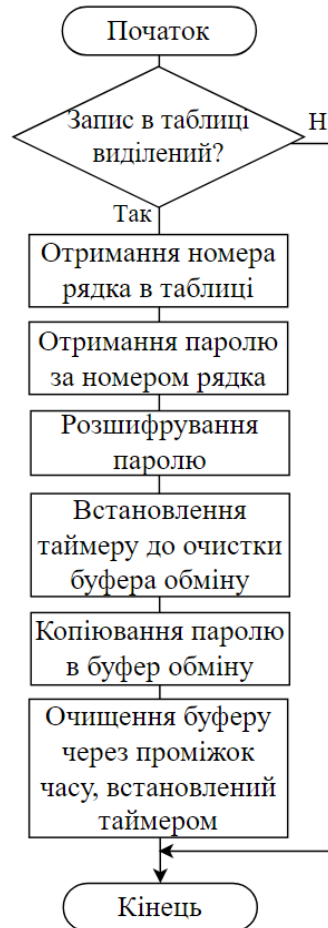 Початок
Запис в таблиці
виділений?
Н
Так
Отримання номера
рядка в таблиці
Отримання паролю
за номером рядка
Розшифрування
паролю
Встановлення
таймеру до очистки
буфера обміну
Копіювання паролю
в буфер обміну
Очищення буферу
через проміжок
часу, встановлений
таймером
Кінець